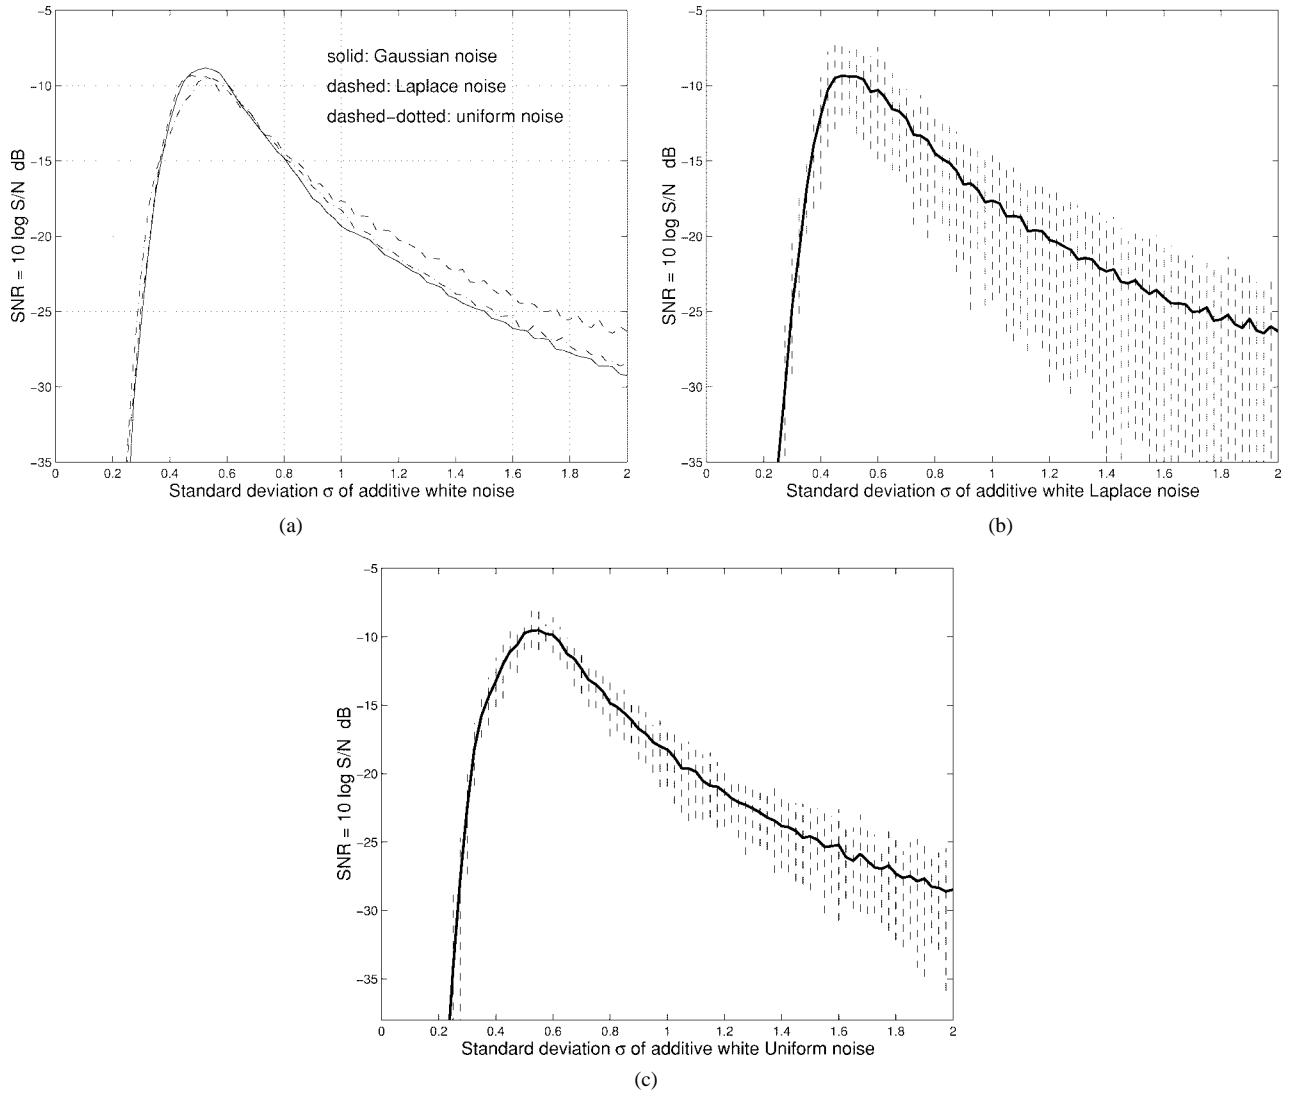 −5
−10
−15
−20
−25
−30
−35
SNR = 10 log S/N dB
solid: Gaussian noise
dashed: Laplace noise
dashed−dotted: uniform noise
0 0.2 0.4 0.6 0.8 1 1.2 1.4 1.6 1.8 2
Standard deviation σ of additive white noise
(a)
−5
−10
−15
−20
−25
−30
−35
SNR = 10 log S/N dB
0 0.2 0.4 0.6 0.8 1 1.2 1.4 1.6 1.8 2
Standard deviation σ of additive white Laplace noise
(b)
−5
−10
−15
−20
−25
−30
−35
SNR = 10 log S/N dB
0 0.2 0.4 0.6 0.8 1 1.2 1.4 1.6 1.8 2
Standard deviation σ of additive white Uniform noise
(c)